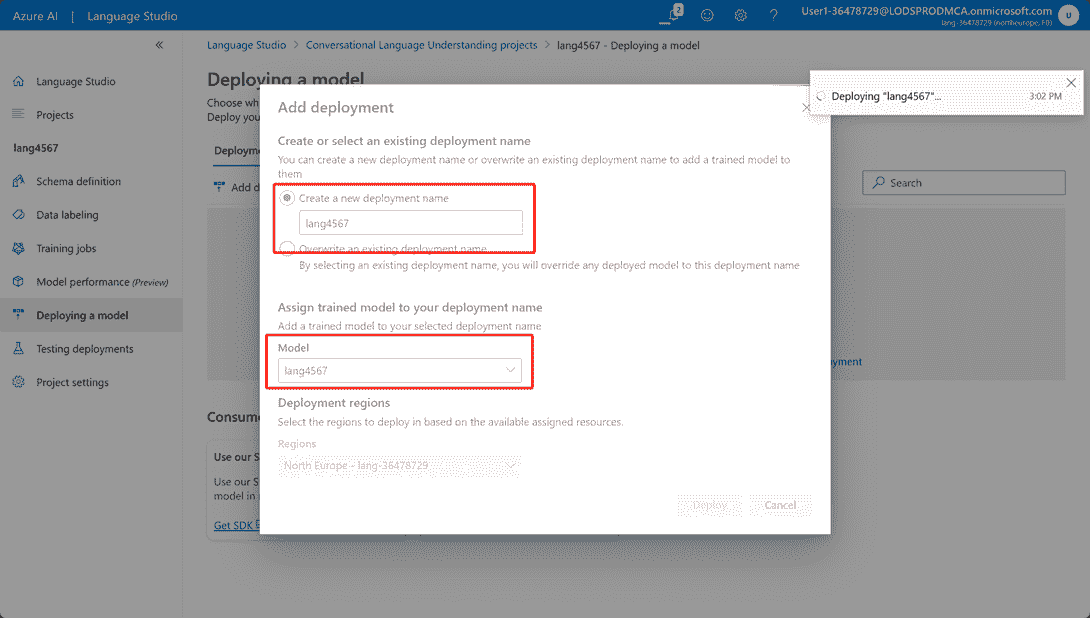 Azure AI | Language Studio
2
?
User1-36478729@LODSPRODMCA.onmicrosoft.com
lang-36478729 (northeurope, F0)
U
Language Studio > Conversational Language Understanding projects > lang4567 - Deploying a model
Language Studio
Projects
lang4567
Schema definition
Data labeling
Training jobs
Model performance (Preview)
Deploying a model
Testing deployments
Project settings
Deploying a model
Choose wh
Deploy you
Deployme
Add d
Search
Deploying "lang4567"...
3:02 PM
Add deployment
Create or select an existing deployment name
You can create a new deployment name or overwrite an existing deployment name to add a trained model to
them
Create a new deployment name
lang4567
Overwrite an existing deployment name
By selecting an existing deployment name, you will override any deployed model to this deployment name
Assign trained model to your deployment name
Add a trained model to your selected deployment name
Model
lang4567
Deployment regions
Select the regions to deploy in based on the available assigned resources.
Regions
North Europe - lang-36478729
Deploy
Cancel
yment
Consume
Use our S
Use our S
model in
Get SDK